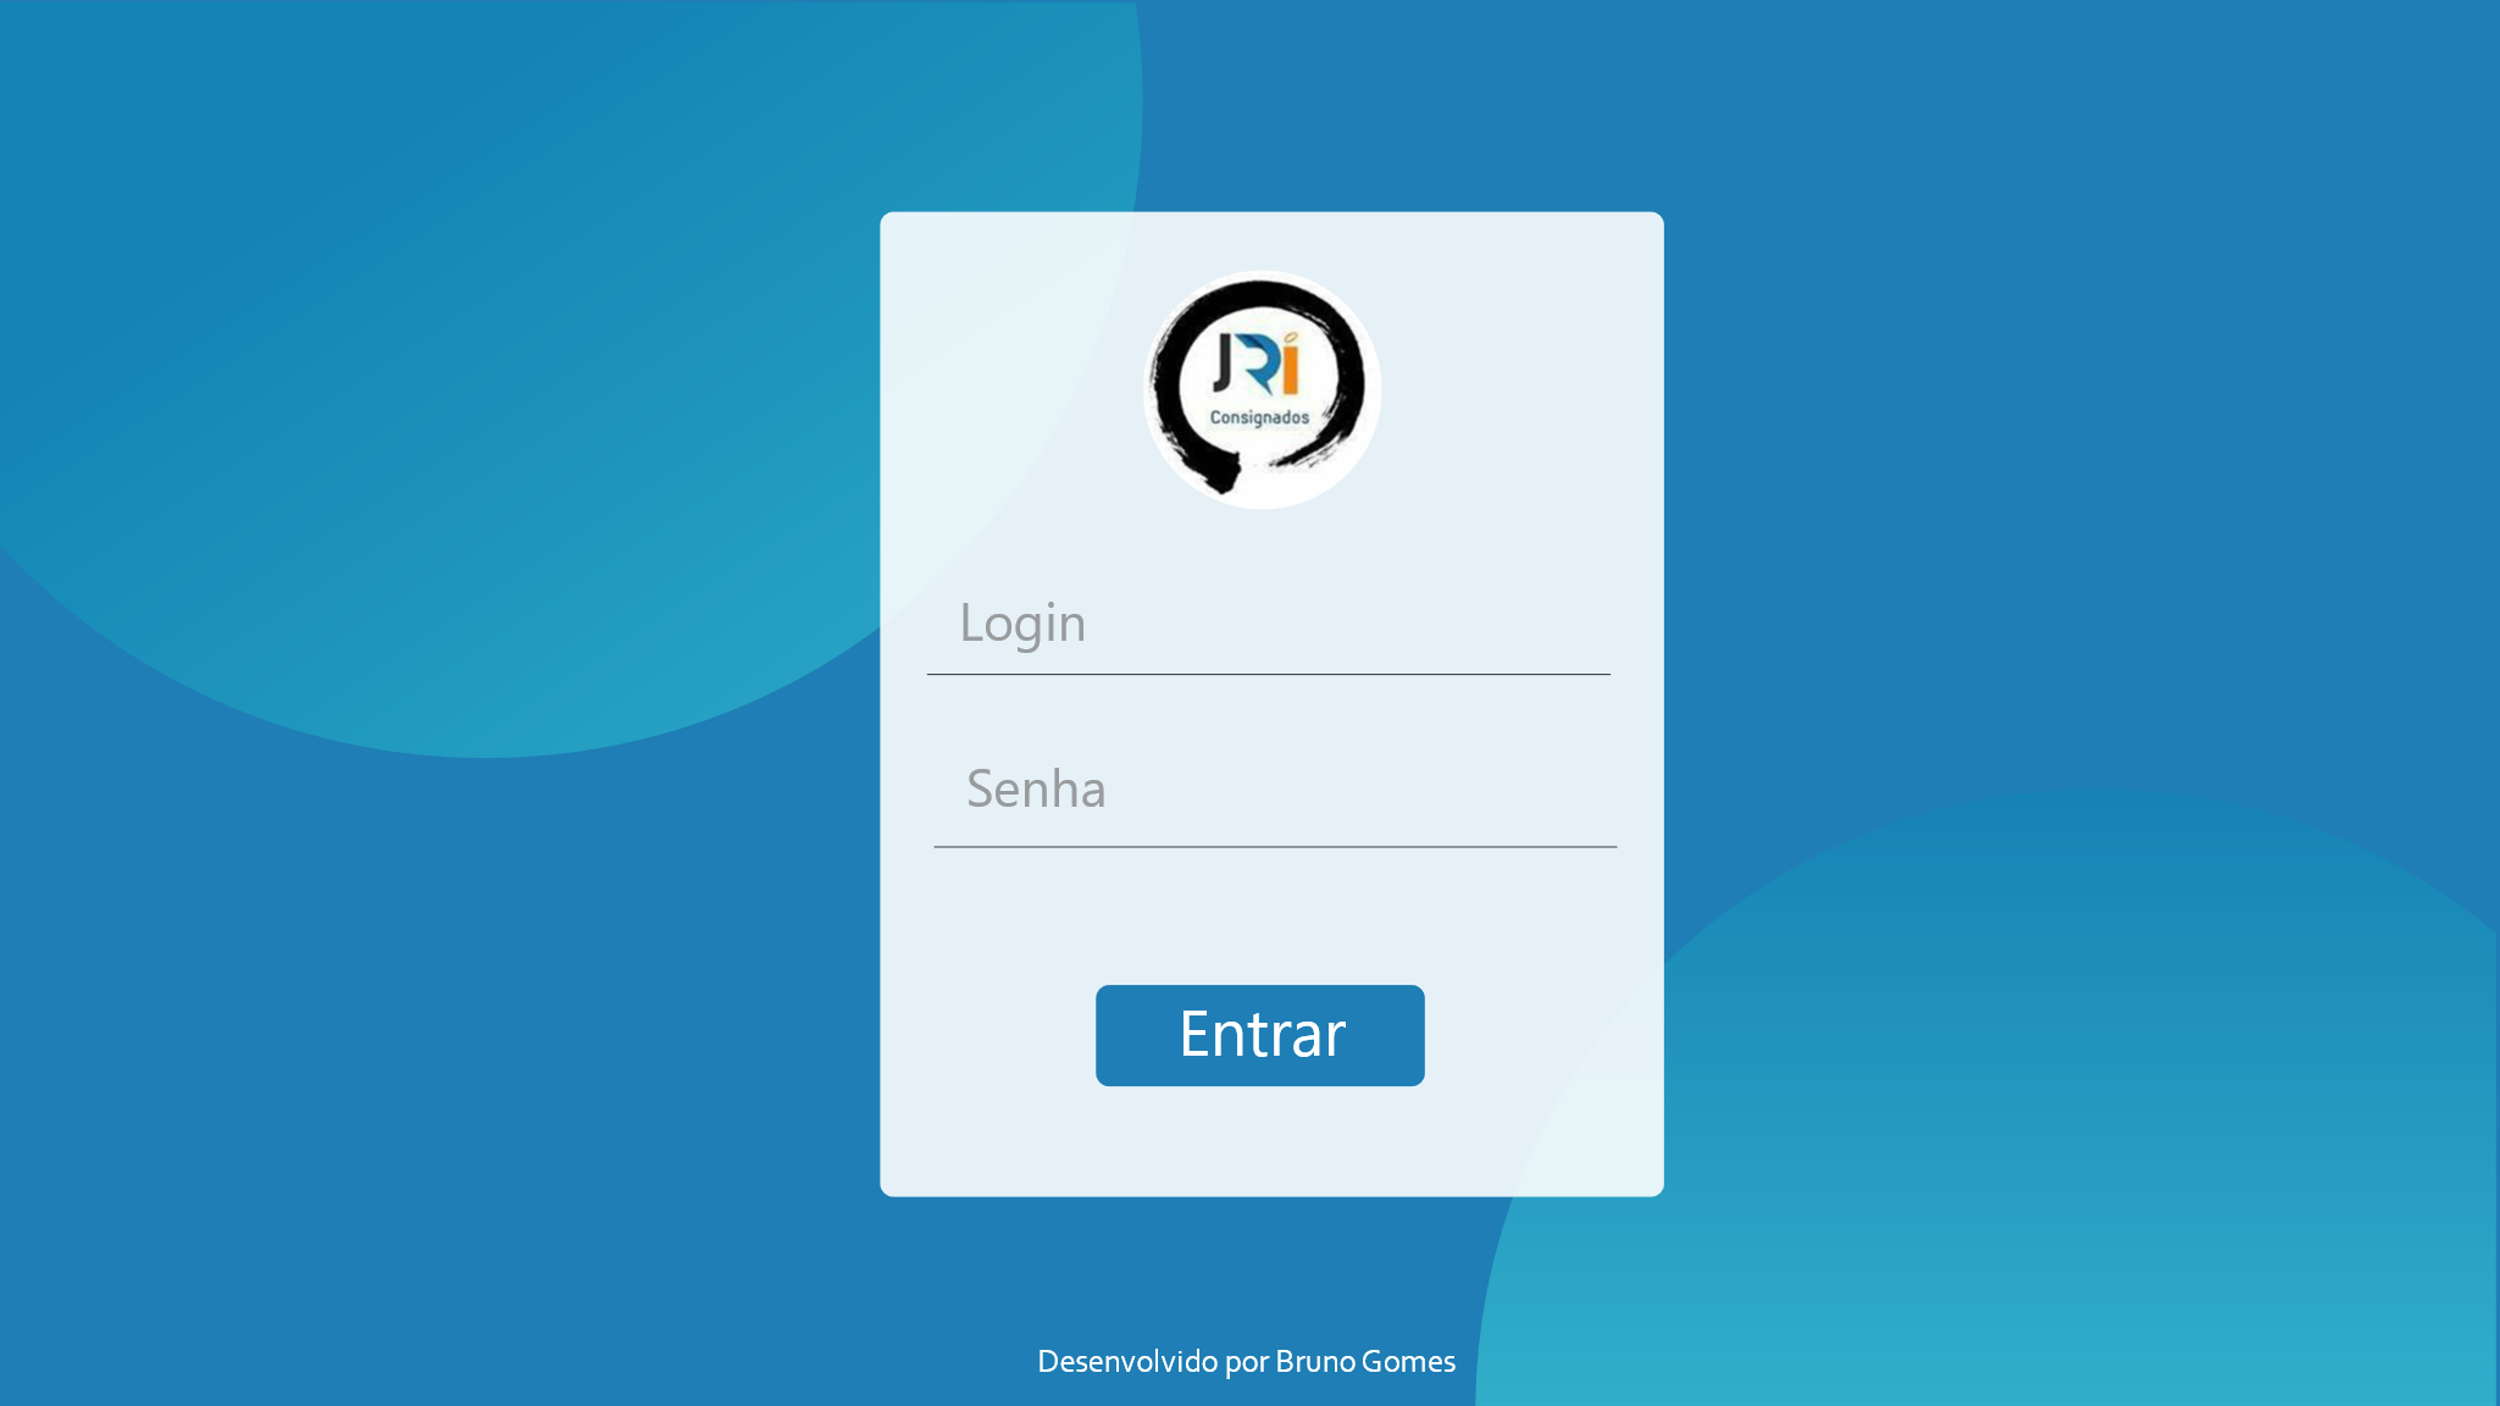 JRI
Consignados
Login
Senha
Entrar
Desenvolvido por Bruno Gomes